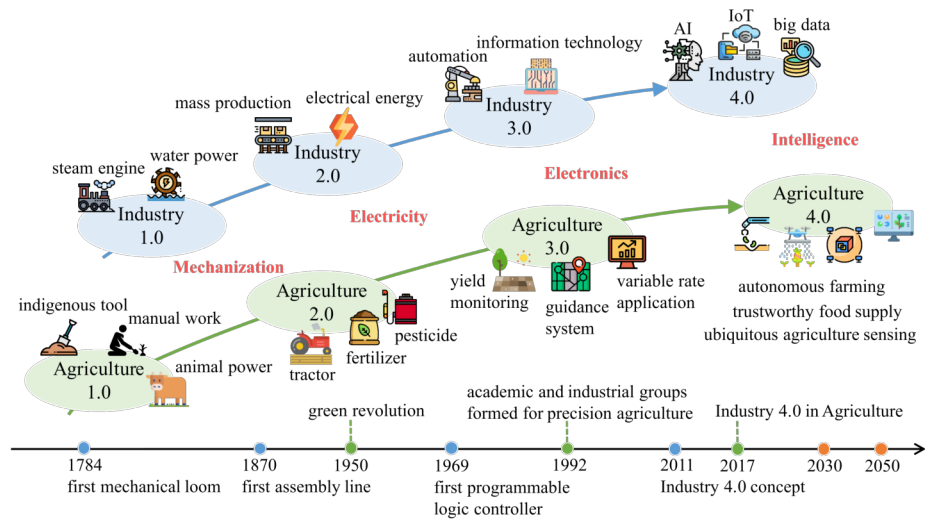 AI
IoT
big data
information technology
automation
Industry
4.0
electrical energy
mass production
Industry
3.0
Intelligence
water power
steam engine
Industry
2.0
Electronics
Agriculture
4.0
Industry
1.0
Electricity
Agriculture
3.0
Mechanization
yield
monitoring
variable rate
application
guidance
system
autonomous farming
trustworthy food supply
ubiquitous agriculture sensing
indigenous tool
manual work
Agriculture
2.0
pesticide
fertilizer
tractor
animal power
Agriculture
1.0
green revolution
academic and industrial groups
formed for precision agriculture
Industry 4.0 in Agriculture
1784
1870
1950
1969
1992
2011
2017
2030
2050
first mechanical loom
first assembly line
first programmable
logic controller
Industry 4.0 concept